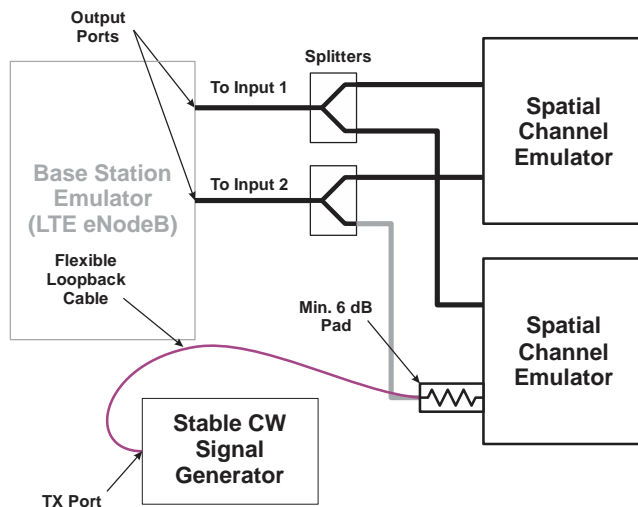 Output
Ports
Splitters
To Input 1
To Input 2
Base Station
Emulator
(LTE eNodeB)
Spatial
Channel
Emulator
Flexible
Loopback
Cable
Min. 6 dB
Pad
Spatial
Channel
Emulator
Stable CW
Signal
Generator
TX Port